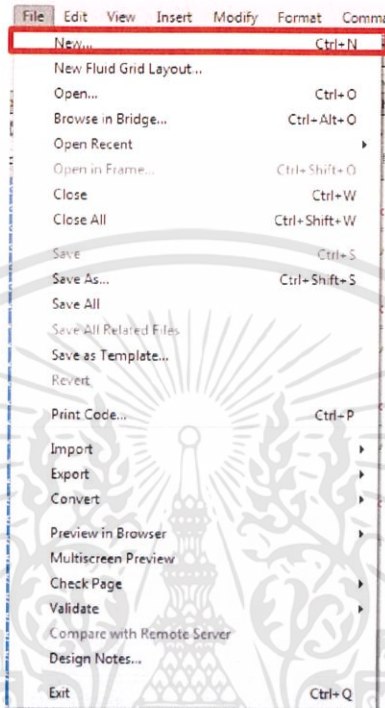 File Edit View Insert Modify Format Comma
New... Ctrl+N
New Fluid Grid Layout...
Open... Ctrl+O
Browse in Bridge... Ctrl+Alt+O
Open Recent
Open in Frame... Ctrl+Shift+O
Close Ctrl+W
Close All Ctrl+Shift+W
Save Ctrl+S
Save As... Ctrl+Shift+S
Save All
Save All Related Files
Save as Template...
Revert
Print Code... Ctrl+P
Import
Export
Convert
Preview in Browser
Multiscreen Preview
Check Page
Validate
Compare with Remote Server
Design Notes...
Exit Ctrl+Q